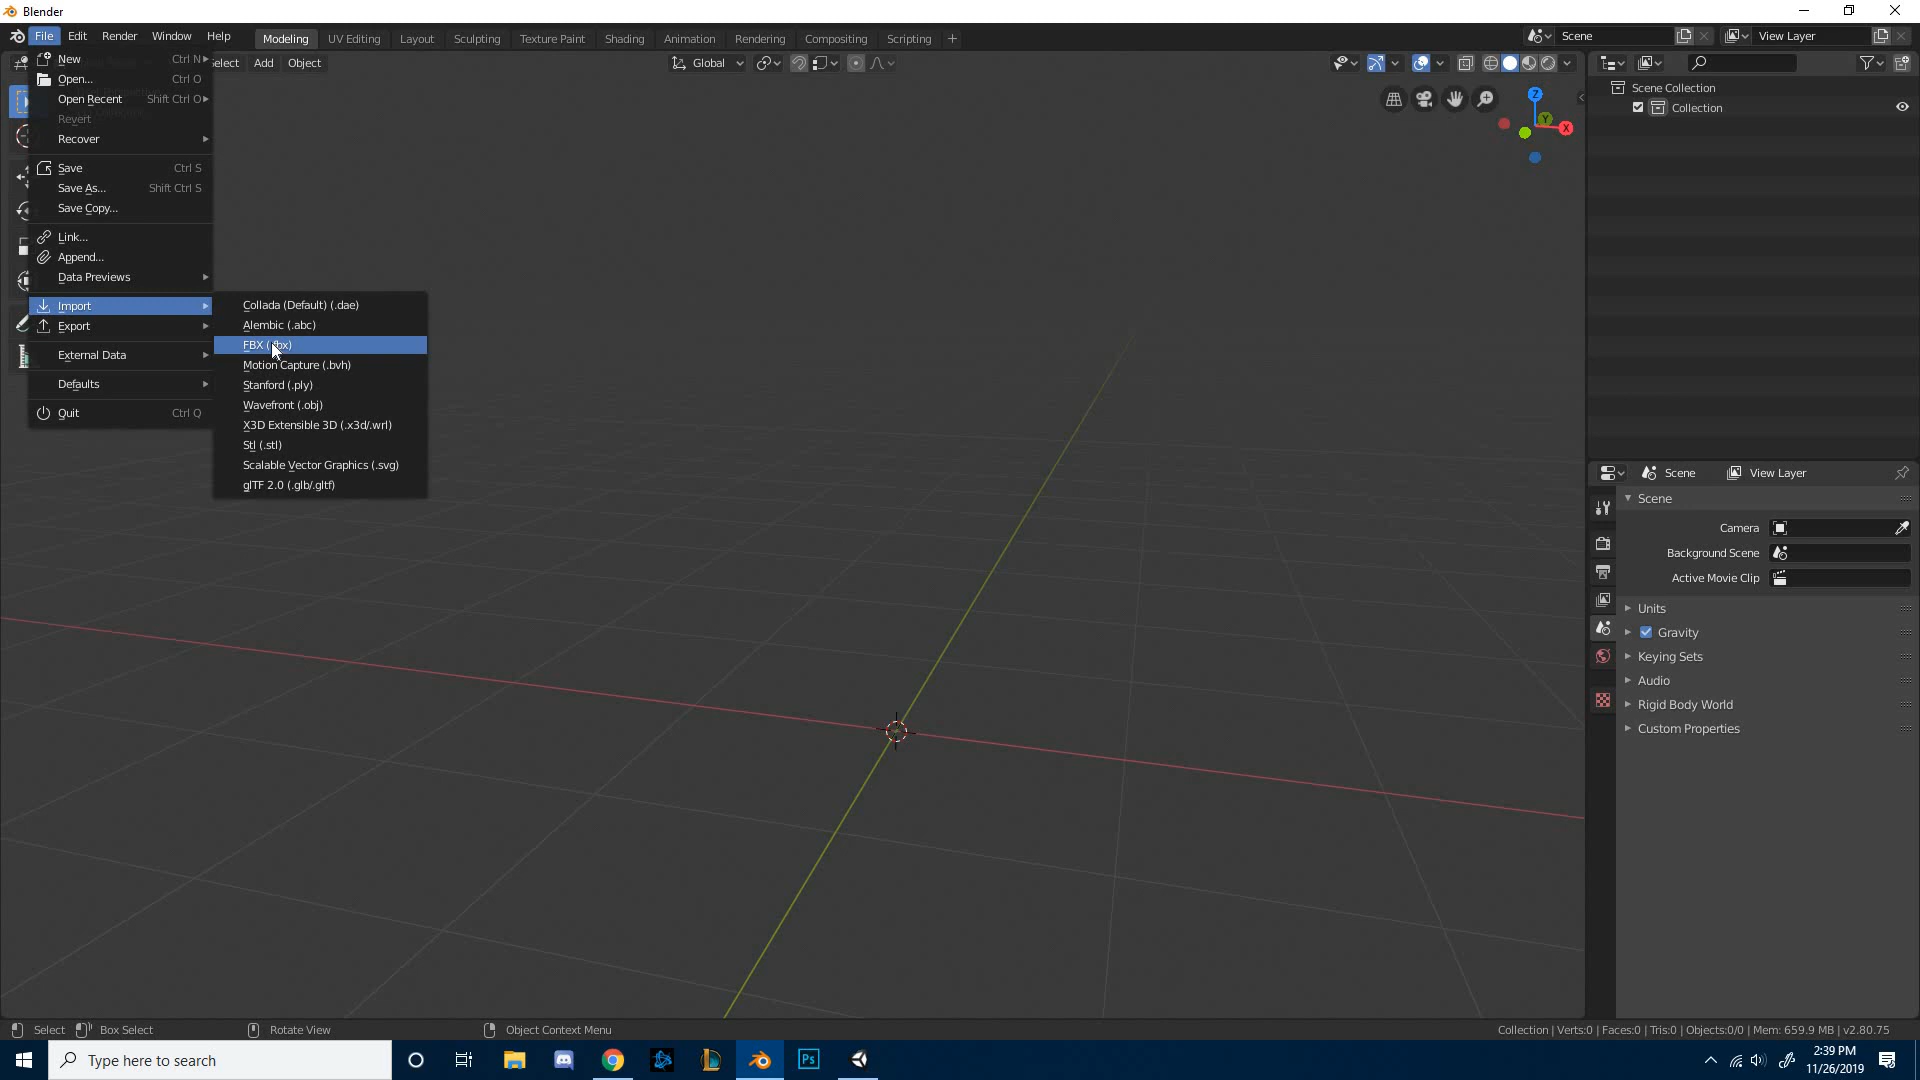 Blender
File Edit Render Window Help Modeling UV Editing Layout Sculpting Texture Paint Shading Animation Rendering Compositing Scripting + Scene View Layer
Select Add Object Global
New Ctrl N
Open... Ctrl O
Open Recent Shift Ctrl O
Revert
Recover
Save Ctrl S
Save As... Shift Ctrl S
Save Copy...
Link...
Append...
Data Previews
Import
Export
External Data
Defaults
Quit Ctrl Q
Collada (Default) (.dae)
Alembic (.abc)
FBX (.fbx)
Motion Capture (.bvh)
Stanford (.ply)
Wavefront (.obj)
X3D Extensible 3D (.x3d/.wrl)
Stl (.stl)
Scalable Vector Graphics (.svg)
glTF 2.0 (.glb/.gltf)
Z
Y
X
Scene Collection
Collection
Scene View Layer
Scene
Camera
Background Scene
Active Movie Clip
Units
Gravity
Keying Sets
Audio
Rigid Body World
Custom Properties
Select Box Select Rotate View Object Context Menu Collection | Verts:0 | Faces:0 | Tris:0 | Objects:0/0 | Mem: 659.9 MB | v2.80.75
Type here to search
Ps
2:39 PM
11/26/2019